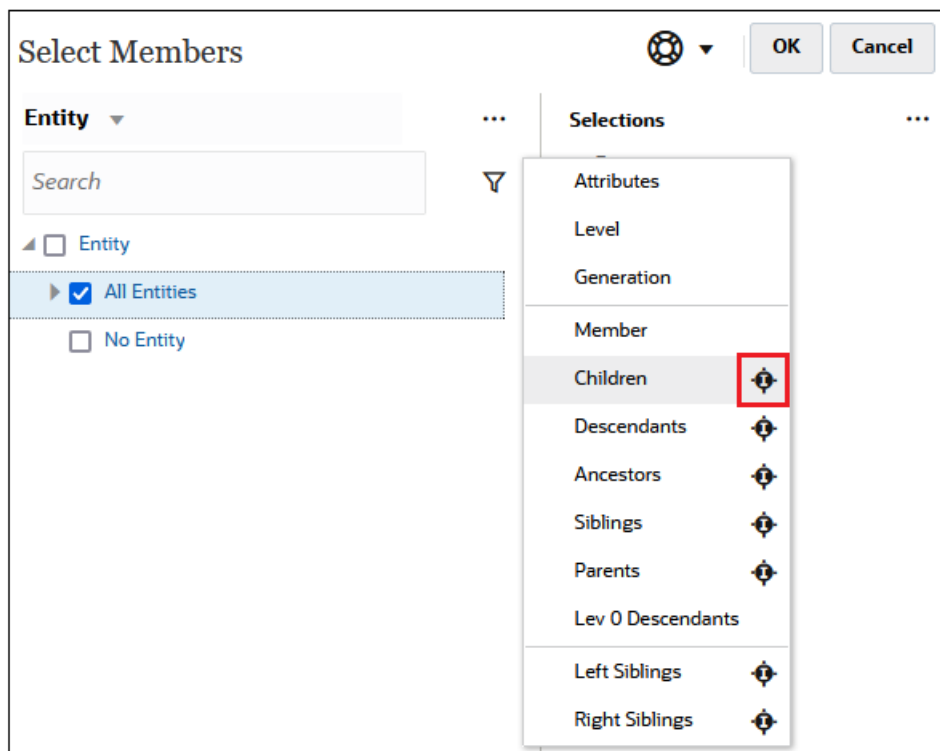 Select Members
OK
Cancel
Entity
...
Selections
...
Search
Entity
All Entities
No Entity
Attributes
Level
Generation
Member
Children
Descendants
Ancestors
Siblings
Parents
Lev 0 Descendants
Left Siblings
Right Siblings